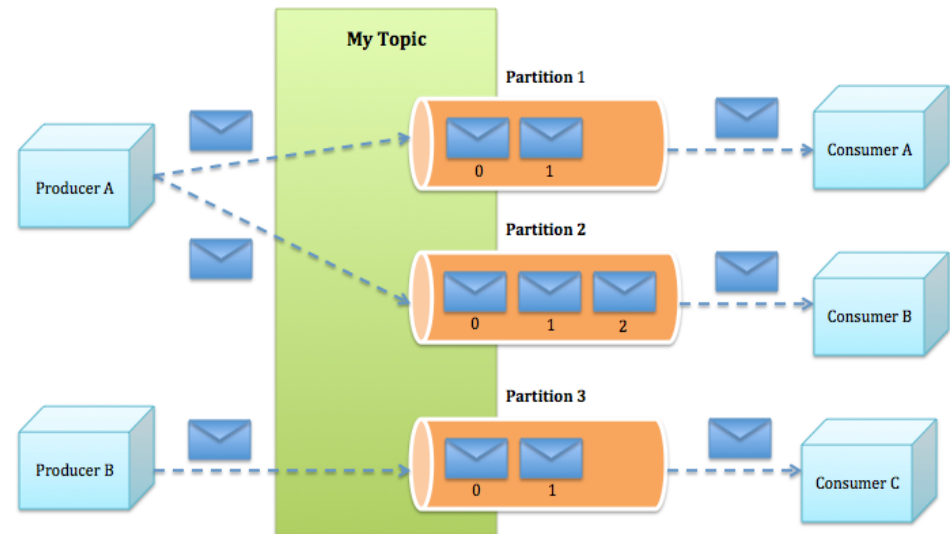 My Topic
Partition 1
Producer A
0
1
Consumer A
Partition 2
0
1
2
Consumer B
Partition 3
Producer B
0
1
Consumer C